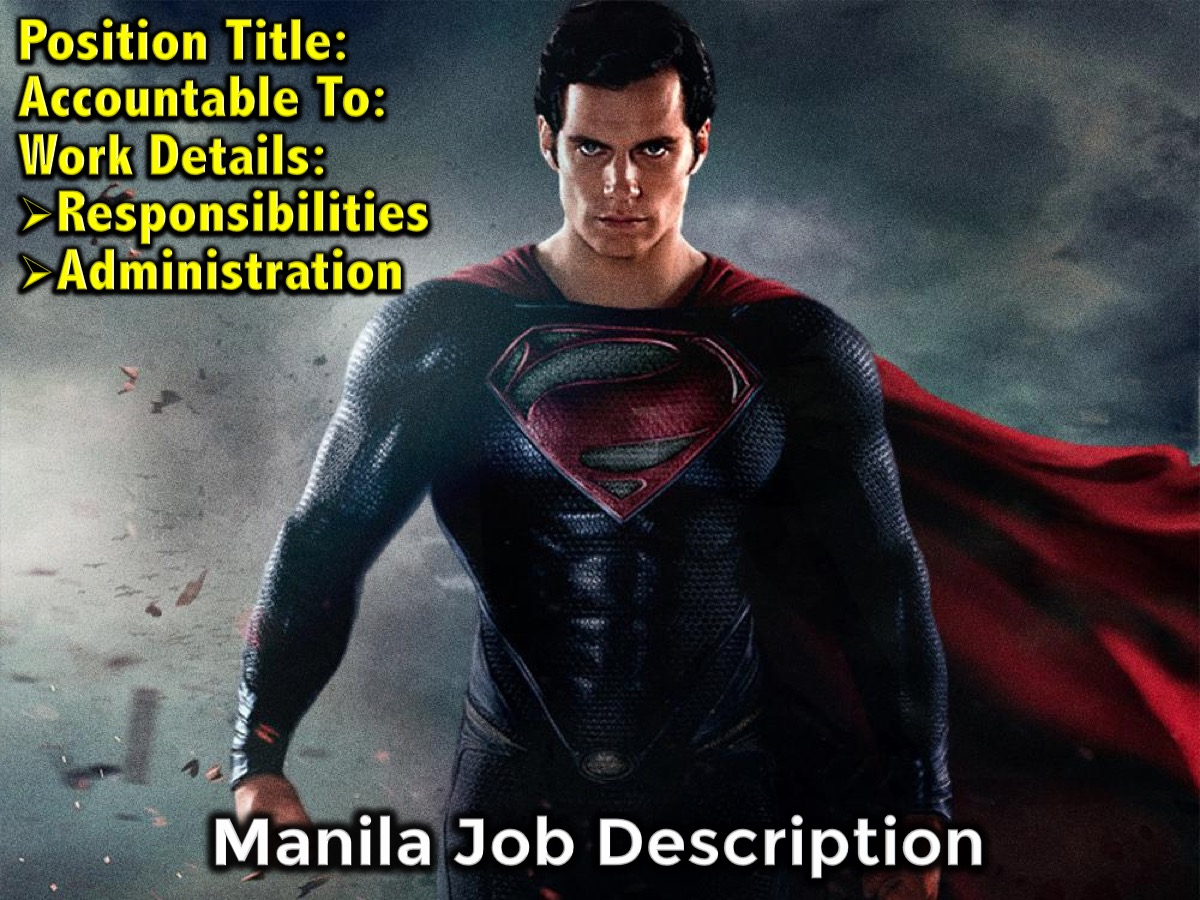 Position Title:
Accountable To:
Work Details:
➢Responsibilities
➢Administration
Manila Job Description